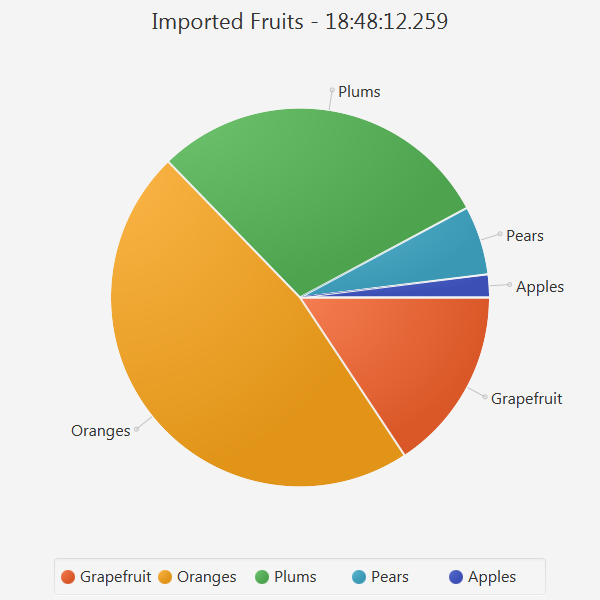 Imported Fruits - 18:48:12.259
Plums
Pears
Apples
Grapefruit
Oranges
Grapefruit Oranges Plums Pears Apples